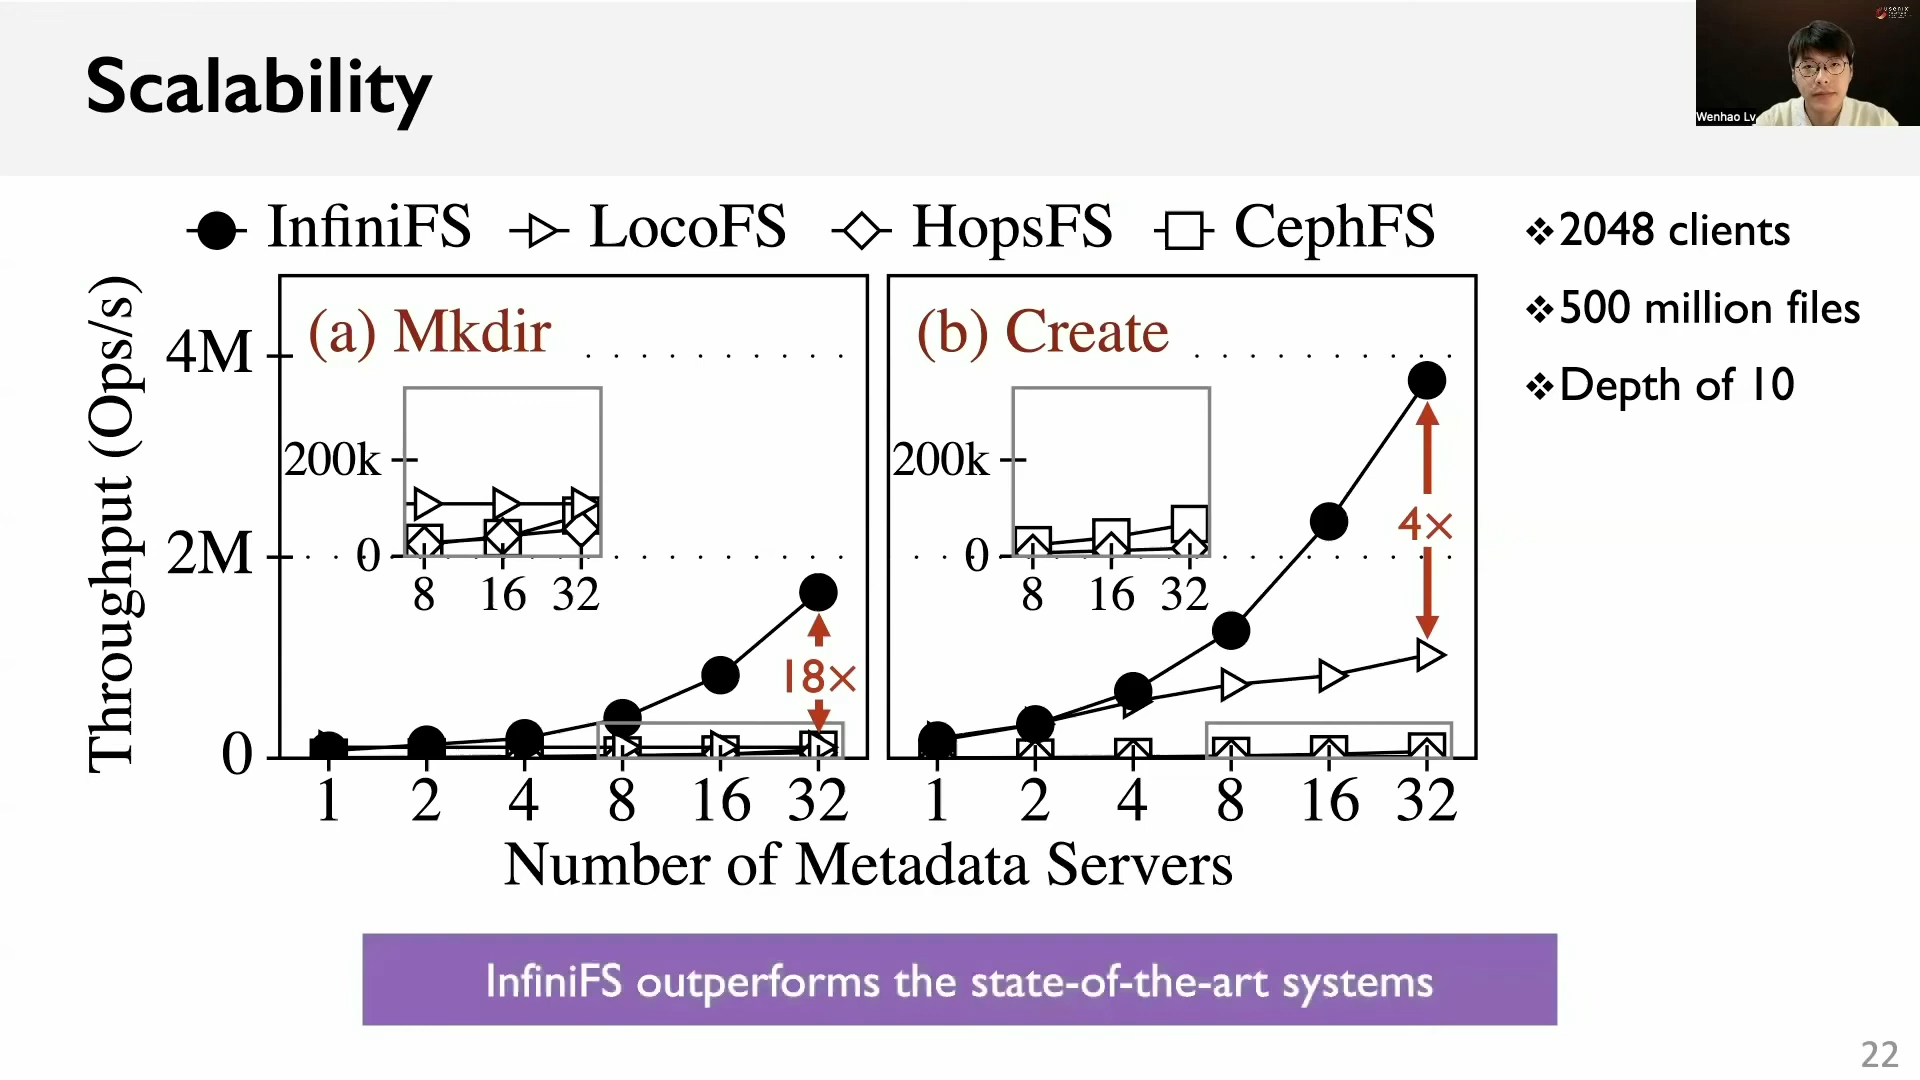 Scalability
usenix
Wenhao Lv
InfiniFS LocoFS HopsFS CephFS
❖2048 clients
❖500 million files
❖Depth of 10
Throughput (Ops/s)
4M
2M
0
(a) Mkdir
200k
0
8 16 32
18×
1 2 4 8 16 32
(b) Create
200k
0
8 16 32
4×
1 2 4 8 16 32
Number of Metadata Servers
InfiniFS outperforms the state-of-the-art systems
22